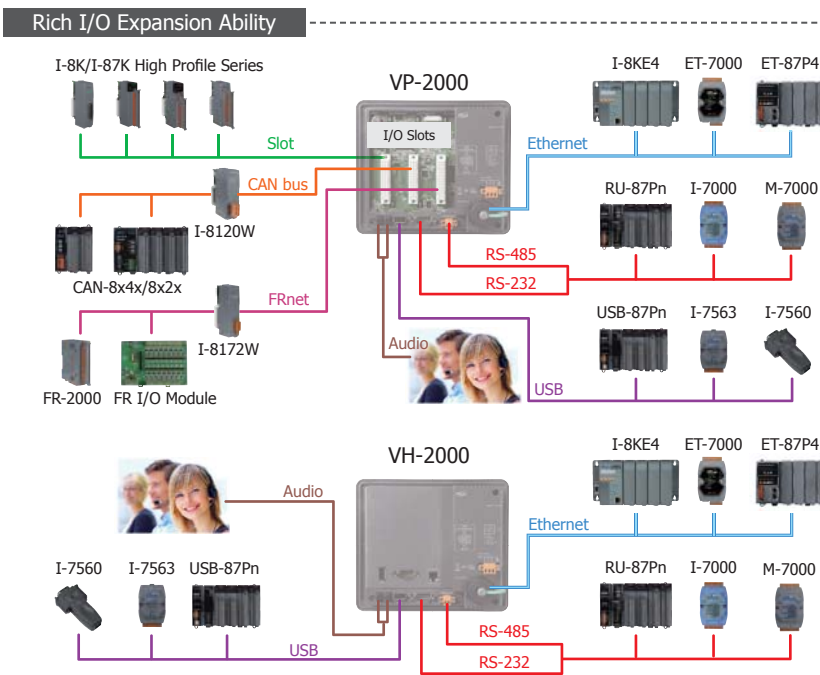 Rich I/O Expansion Ability
I-8K/I-87K High Profile Series
VP-2000
I-8KE4
ET-7000
ET-87P4
I/O Slots
Slot
Ethernet
CAN bus
RU-87Pn
I-7000
M-7000
I-8120W
RS-485
CAN-8x4x/8x2x
RS-232
FRnet
USB-87Pn
I-7563
I-7560
Audio
I-8172W
USB
FR-2000
FR I/O Module
VH-2000
I-8KE4
ET-7000
ET-87P4
Audio
Ethernet
I-7560
I-7563
USB-87Pn
RU-87Pn
I-7000
M-7000
RS-485
USB
RS-232